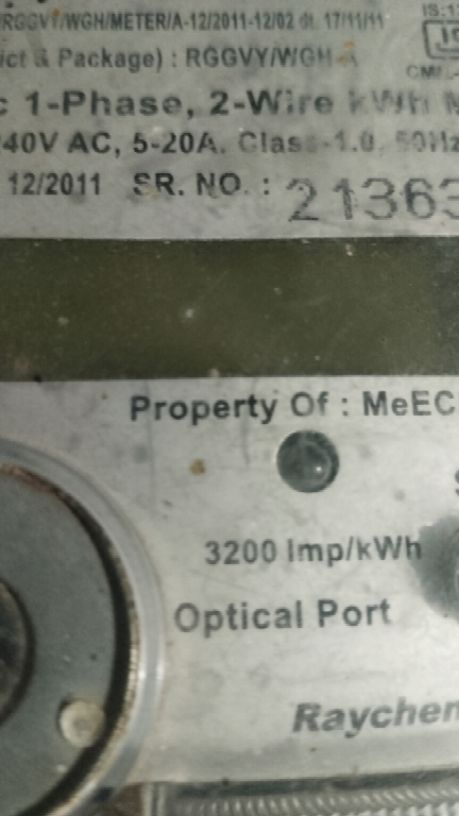 RGGVY/WGH/METER/A-12/2011-12/02 dt. 17/11/11
ict & Package) : RGGVY/WGH A
c 1-Phase, 2-Wire kWh M
40V AC, 5-20A. Class-1.0, 50Hz
12/2011 SR. NO. : 21363
Property Of : MeEC
3200 Imp/kWh
Optical Port
Raychem